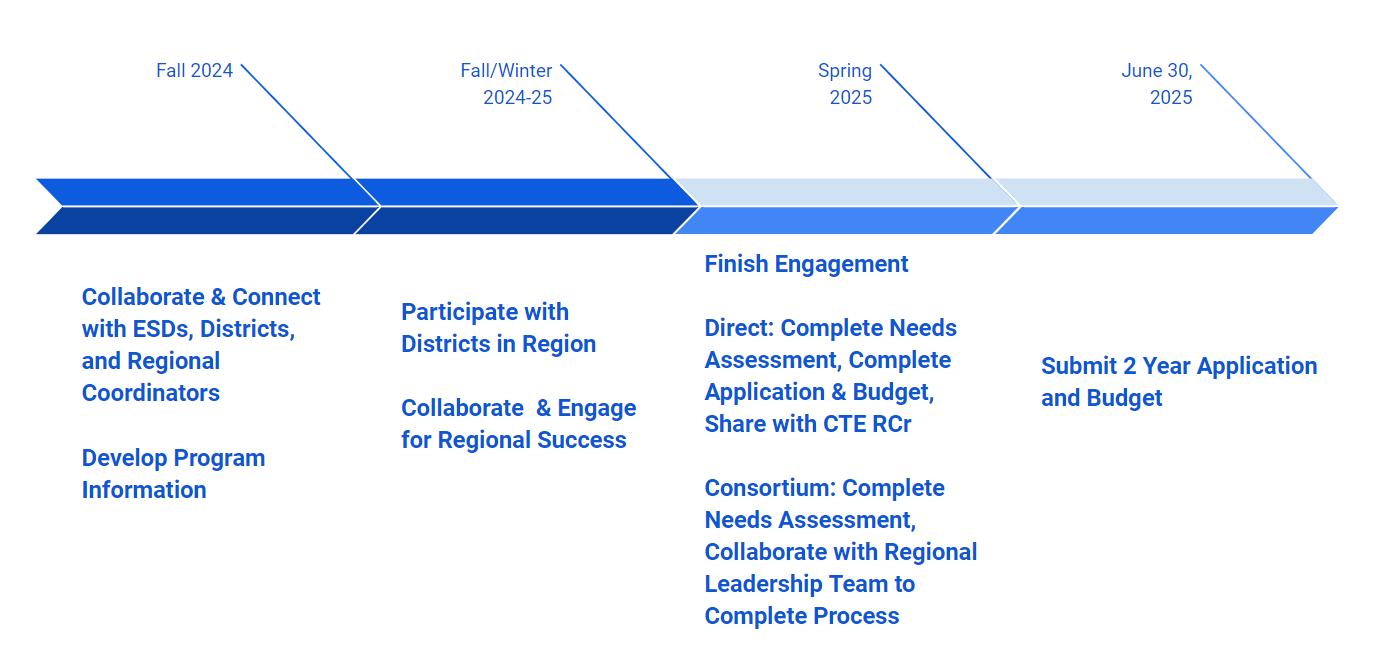 Fall 2024
Fall/Winter
2024-25
Spring
2025
June 30,
2025
Collaborate & Connect
with ESDs, Districts,
and Regional
Coordinators
Develop Program
Information
Participate with
Districts in Region
Collaborate  & Engage
for Regional Success
Finish Engagement
Direct: Complete Needs
Assessment, Complete
Application & Budget,
Share with CTE RCr
Consortium: Complete
Needs Assessment,
Collaborate with Regional
Leadership Team to
Complete Process
Submit 2 Year Application
and Budget